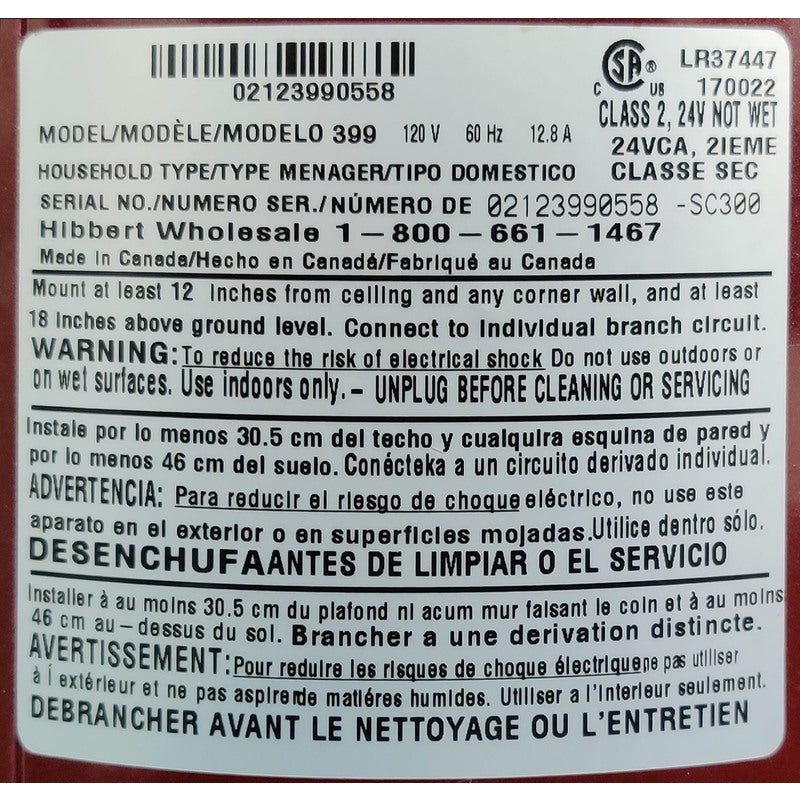 02123990558
CSA® LR37447
C US 170022
CLASS 2, 24V NOT WET
MODEL/MODÈLE/MODELO 399 120 V 60 Hz 12.8 A
24VCA, 2IEME
HOUSEHOLD TYPE/TYPE MENAGER/TIPO DOMESTICO CLASSE SEC
SERIAL NO./NUMERO SER./NÚMERO DE 02123990558 -SC300
Hibbert Wholesale 1-800-661-1467
Made in Canada/Hecho en Canadá/Fabriqué au Canada
Mount at least 12 inches from ceiling and any corner wall, and at least
18 inches above ground level. Connect to individual branch circuit.
WARNING: To reduce the risk of electrical shock Do not use outdoors or
on wet surfaces. Use indoors only. – UNPLUG BEFORE CLEANING OR SERVICING
Instale por lo menos 30.5 cm del techo y cualquira esquina de pared y
por lo menos 46 cm del suelo. Conécteka a un circuito derivado individual.
ADVERTENCIA: Para reducir el riesgo de choque eléctrico, no use este
aparato en el exterior o en superficies mojadas. Utilice dentro sólo.
DESENCHUFAANTES DE LIMPIAR O EL SERVICIO
Installer à au moins 30.5 cm du plafond ni acum mur faisant le coin et à au moins
46 cm au-dessus du sol. Brancher a une derivation distincte.
AVERTISSEMENT: Pour reduire les risques de choque électriquene pas utiliser
à l extérieur et ne pas aspirerde matiéres humides. Utiliser a l'interieur seulement.
DEBRANCHER AVANT LE NETTOYAGE OU L'ENTRETIEN